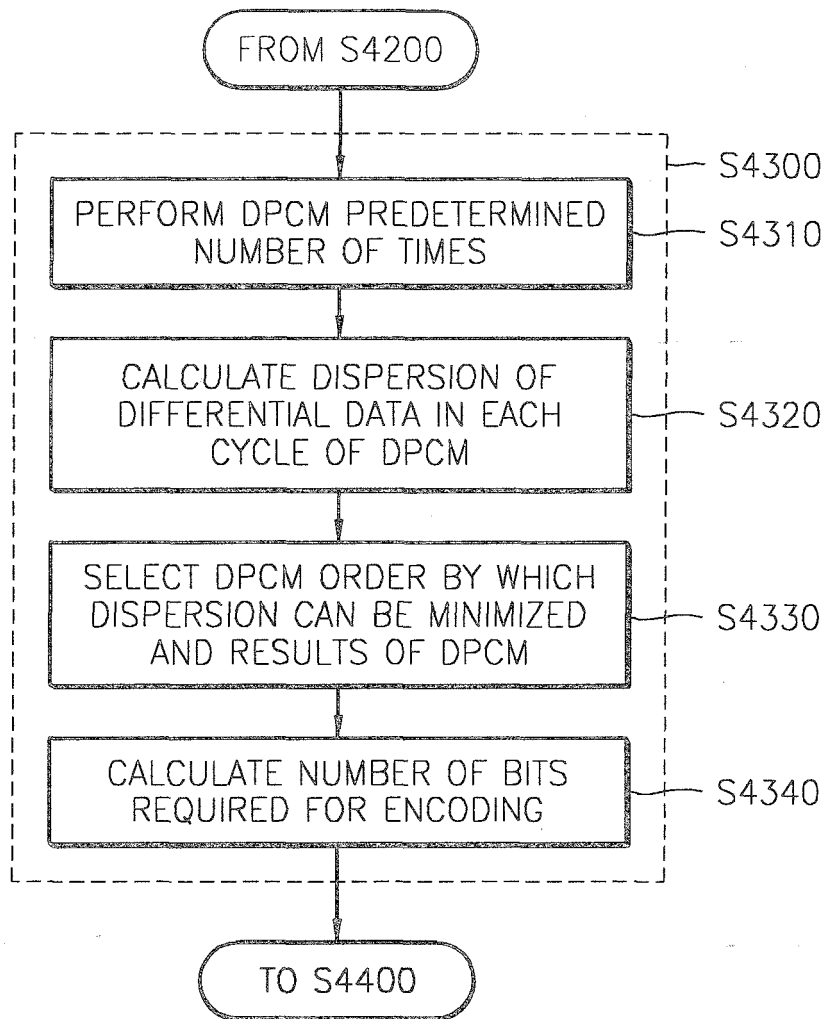 FROM S4200
S4300
PERFORM DPCM PREDETERMINED
NUMBER OF TIMES
S4310
CALCULATE DISPERSION OF
DIFFERENTIAL DATA IN EACH
CYCLE OF DPCM
S4320
SELECT DPCM ORDER BY WHICH
DISPERSION CAN BE MINIMIZED
AND RESULTS OF DPCM
S4330
CALCULATE NUMBER OF BITS
REQUIRED FOR ENCODING
S4340
TO S4400